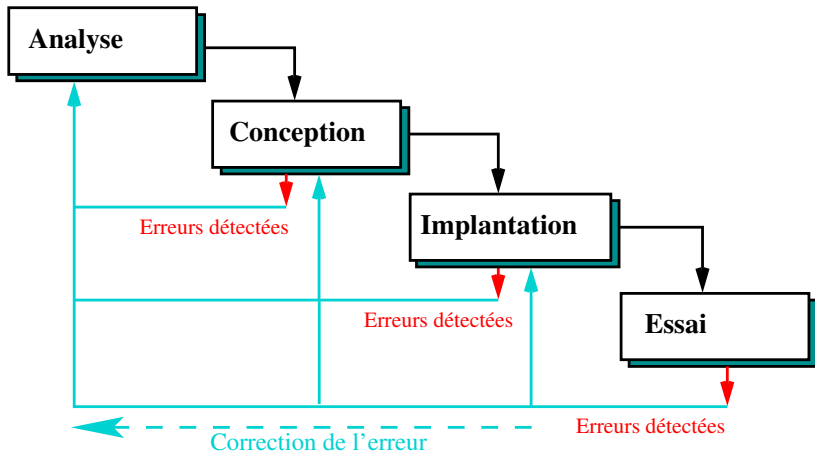 Analyse
Conception
Erreurs détectées
Implantation
Erreurs détectées
Essai
Erreurs détectées
Correction de l'erreur